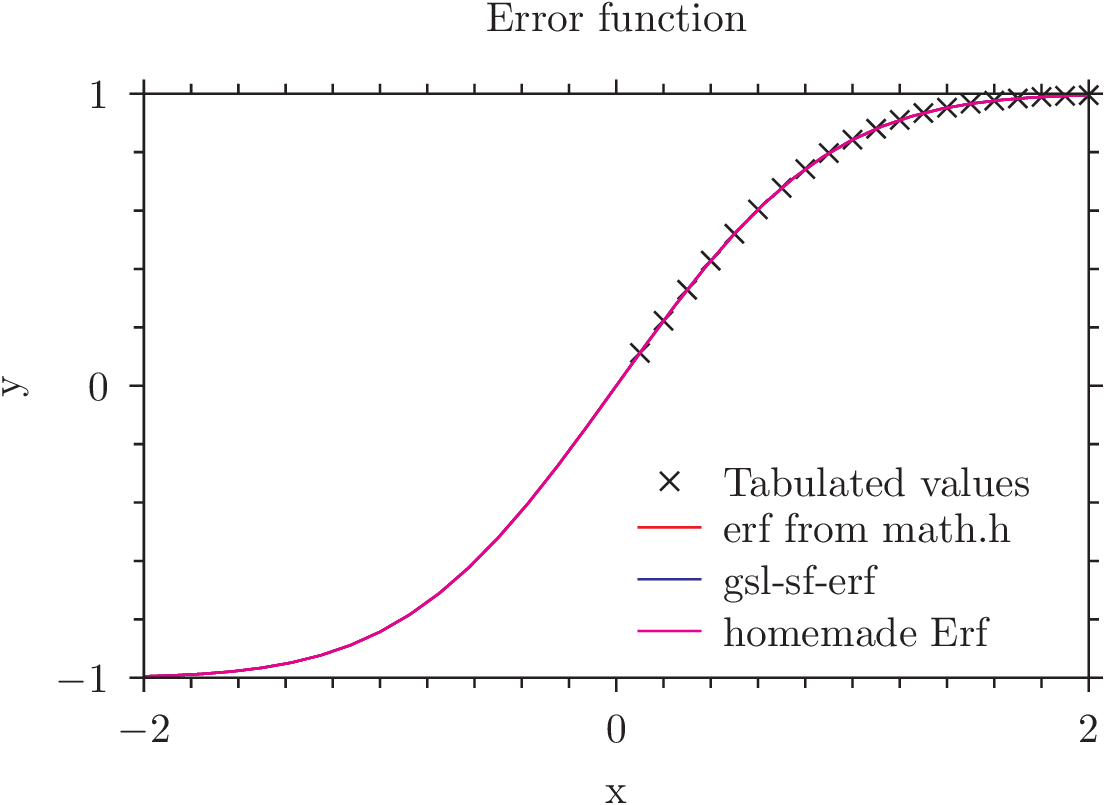 Error function
1
0
−1
y
−2
0
2
x
Tabulated values
erf from math.h
gsl-sf-erf
homemade Erf